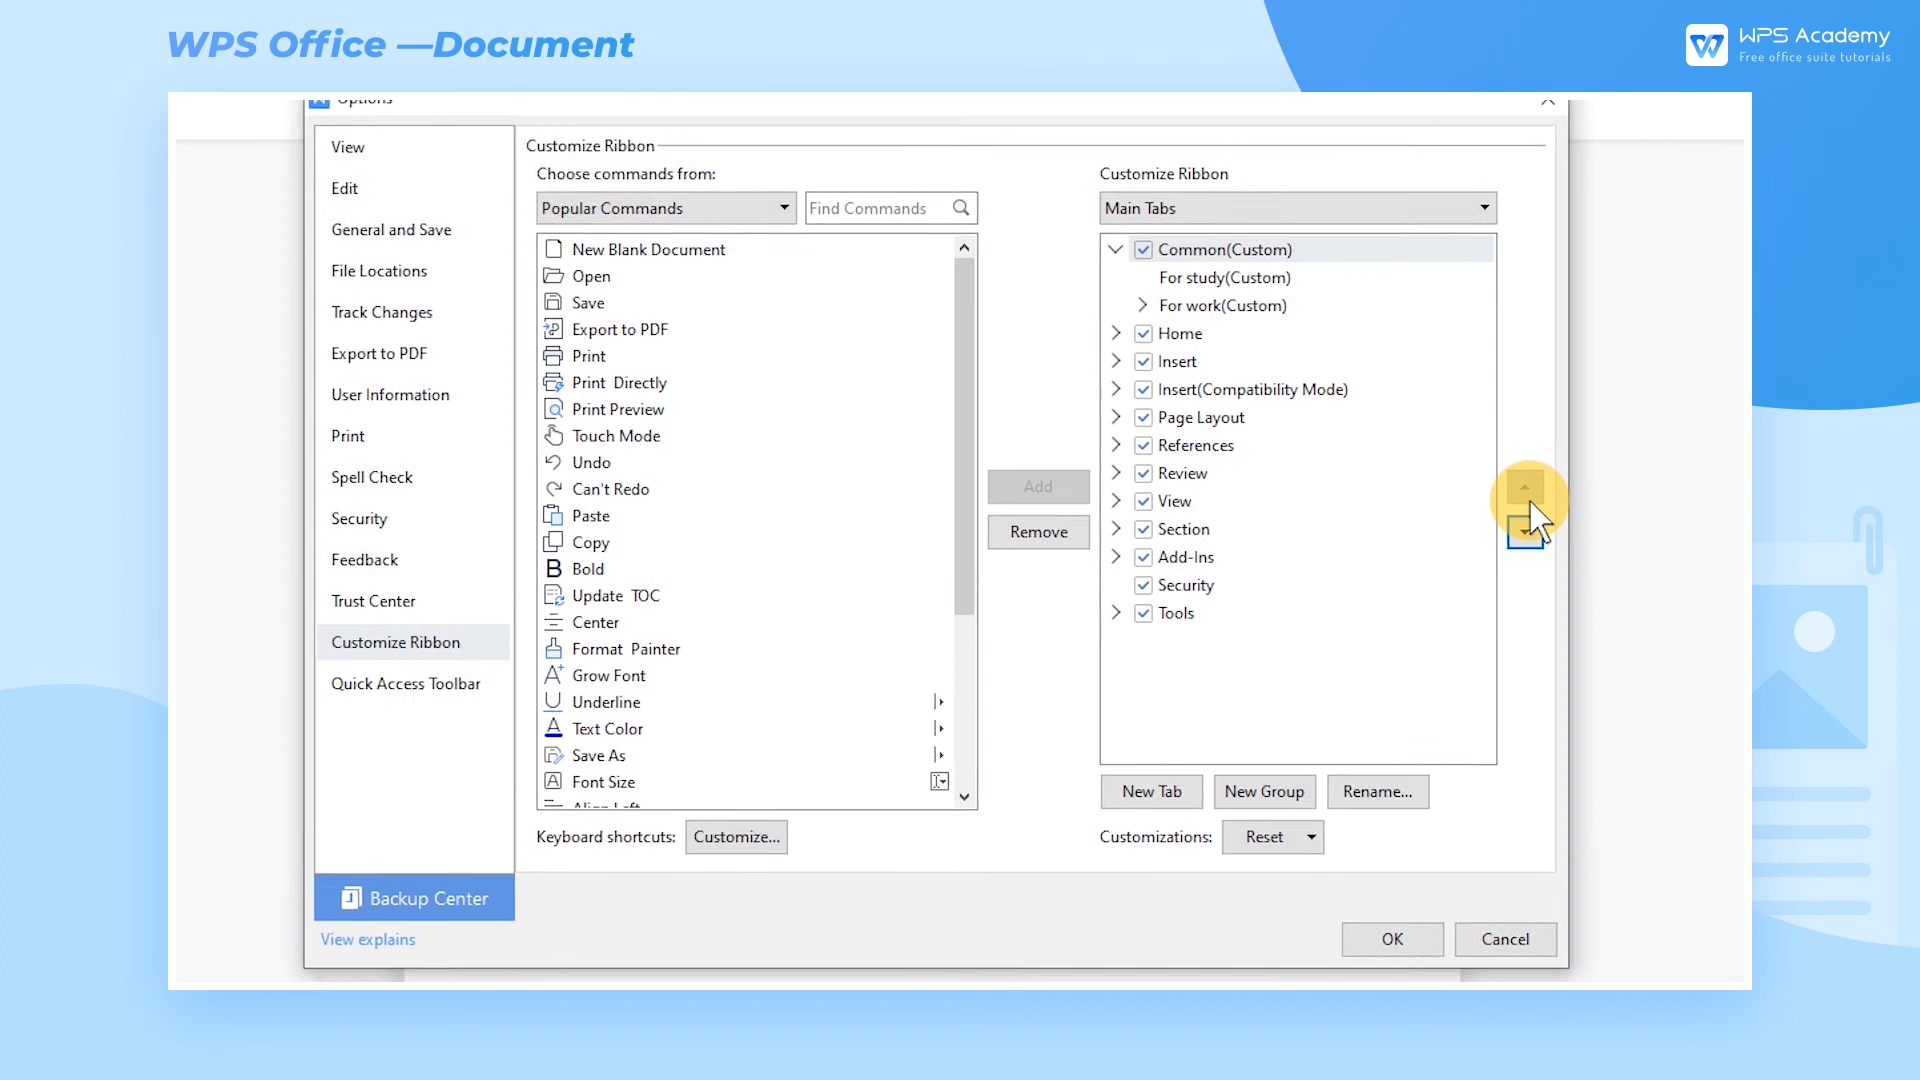 WPS Office —Document
WPS Academy
Free office suite tutorials
Options
View
Edit
General and Save
File Locations
Track Changes
Export to PDF
User Information
Print
Spell Check
Security
Feedback
Trust Center
Customize Ribbon
Quick Access Toolbar
Backup Center
View explains
Customize Ribbon
Choose commands from:
Popular Commands
Find Commands
New Blank Document
Open
Save
Export to PDF
Print
Print Directly
Print Preview
Touch Mode
Undo
Can't Redo
Paste
Copy
Bold
Update TOC
Center
Format Painter
Grow Font
Underline
Text Color
Save As
Font Size
Align Left
Keyboard shortcuts:
Customize...
Add
Remove
Customize Ribbon
Main Tabs
Common(Custom)
For study(Custom)
For work(Custom)
Home
Insert
Insert(Compatibility Mode)
Page Layout
References
Review
View
Section
Add-Ins
Security
Tools
New Tab
New Group
Rename...
Customizations:
Reset
OK
Cancel